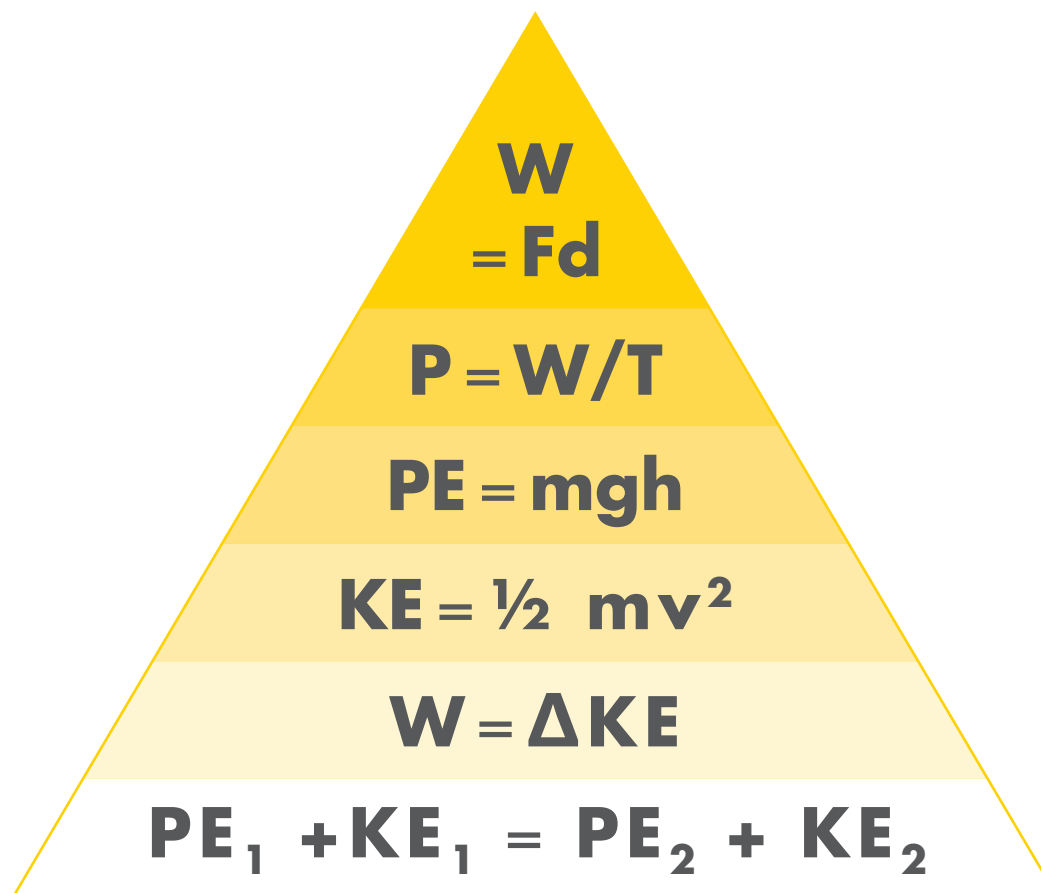 W
= Fd
P = W/T
PE = mgh
KE = ½ mv²
W = ΔKE
PE₁ +KE₁ = PE₂ + KE₂